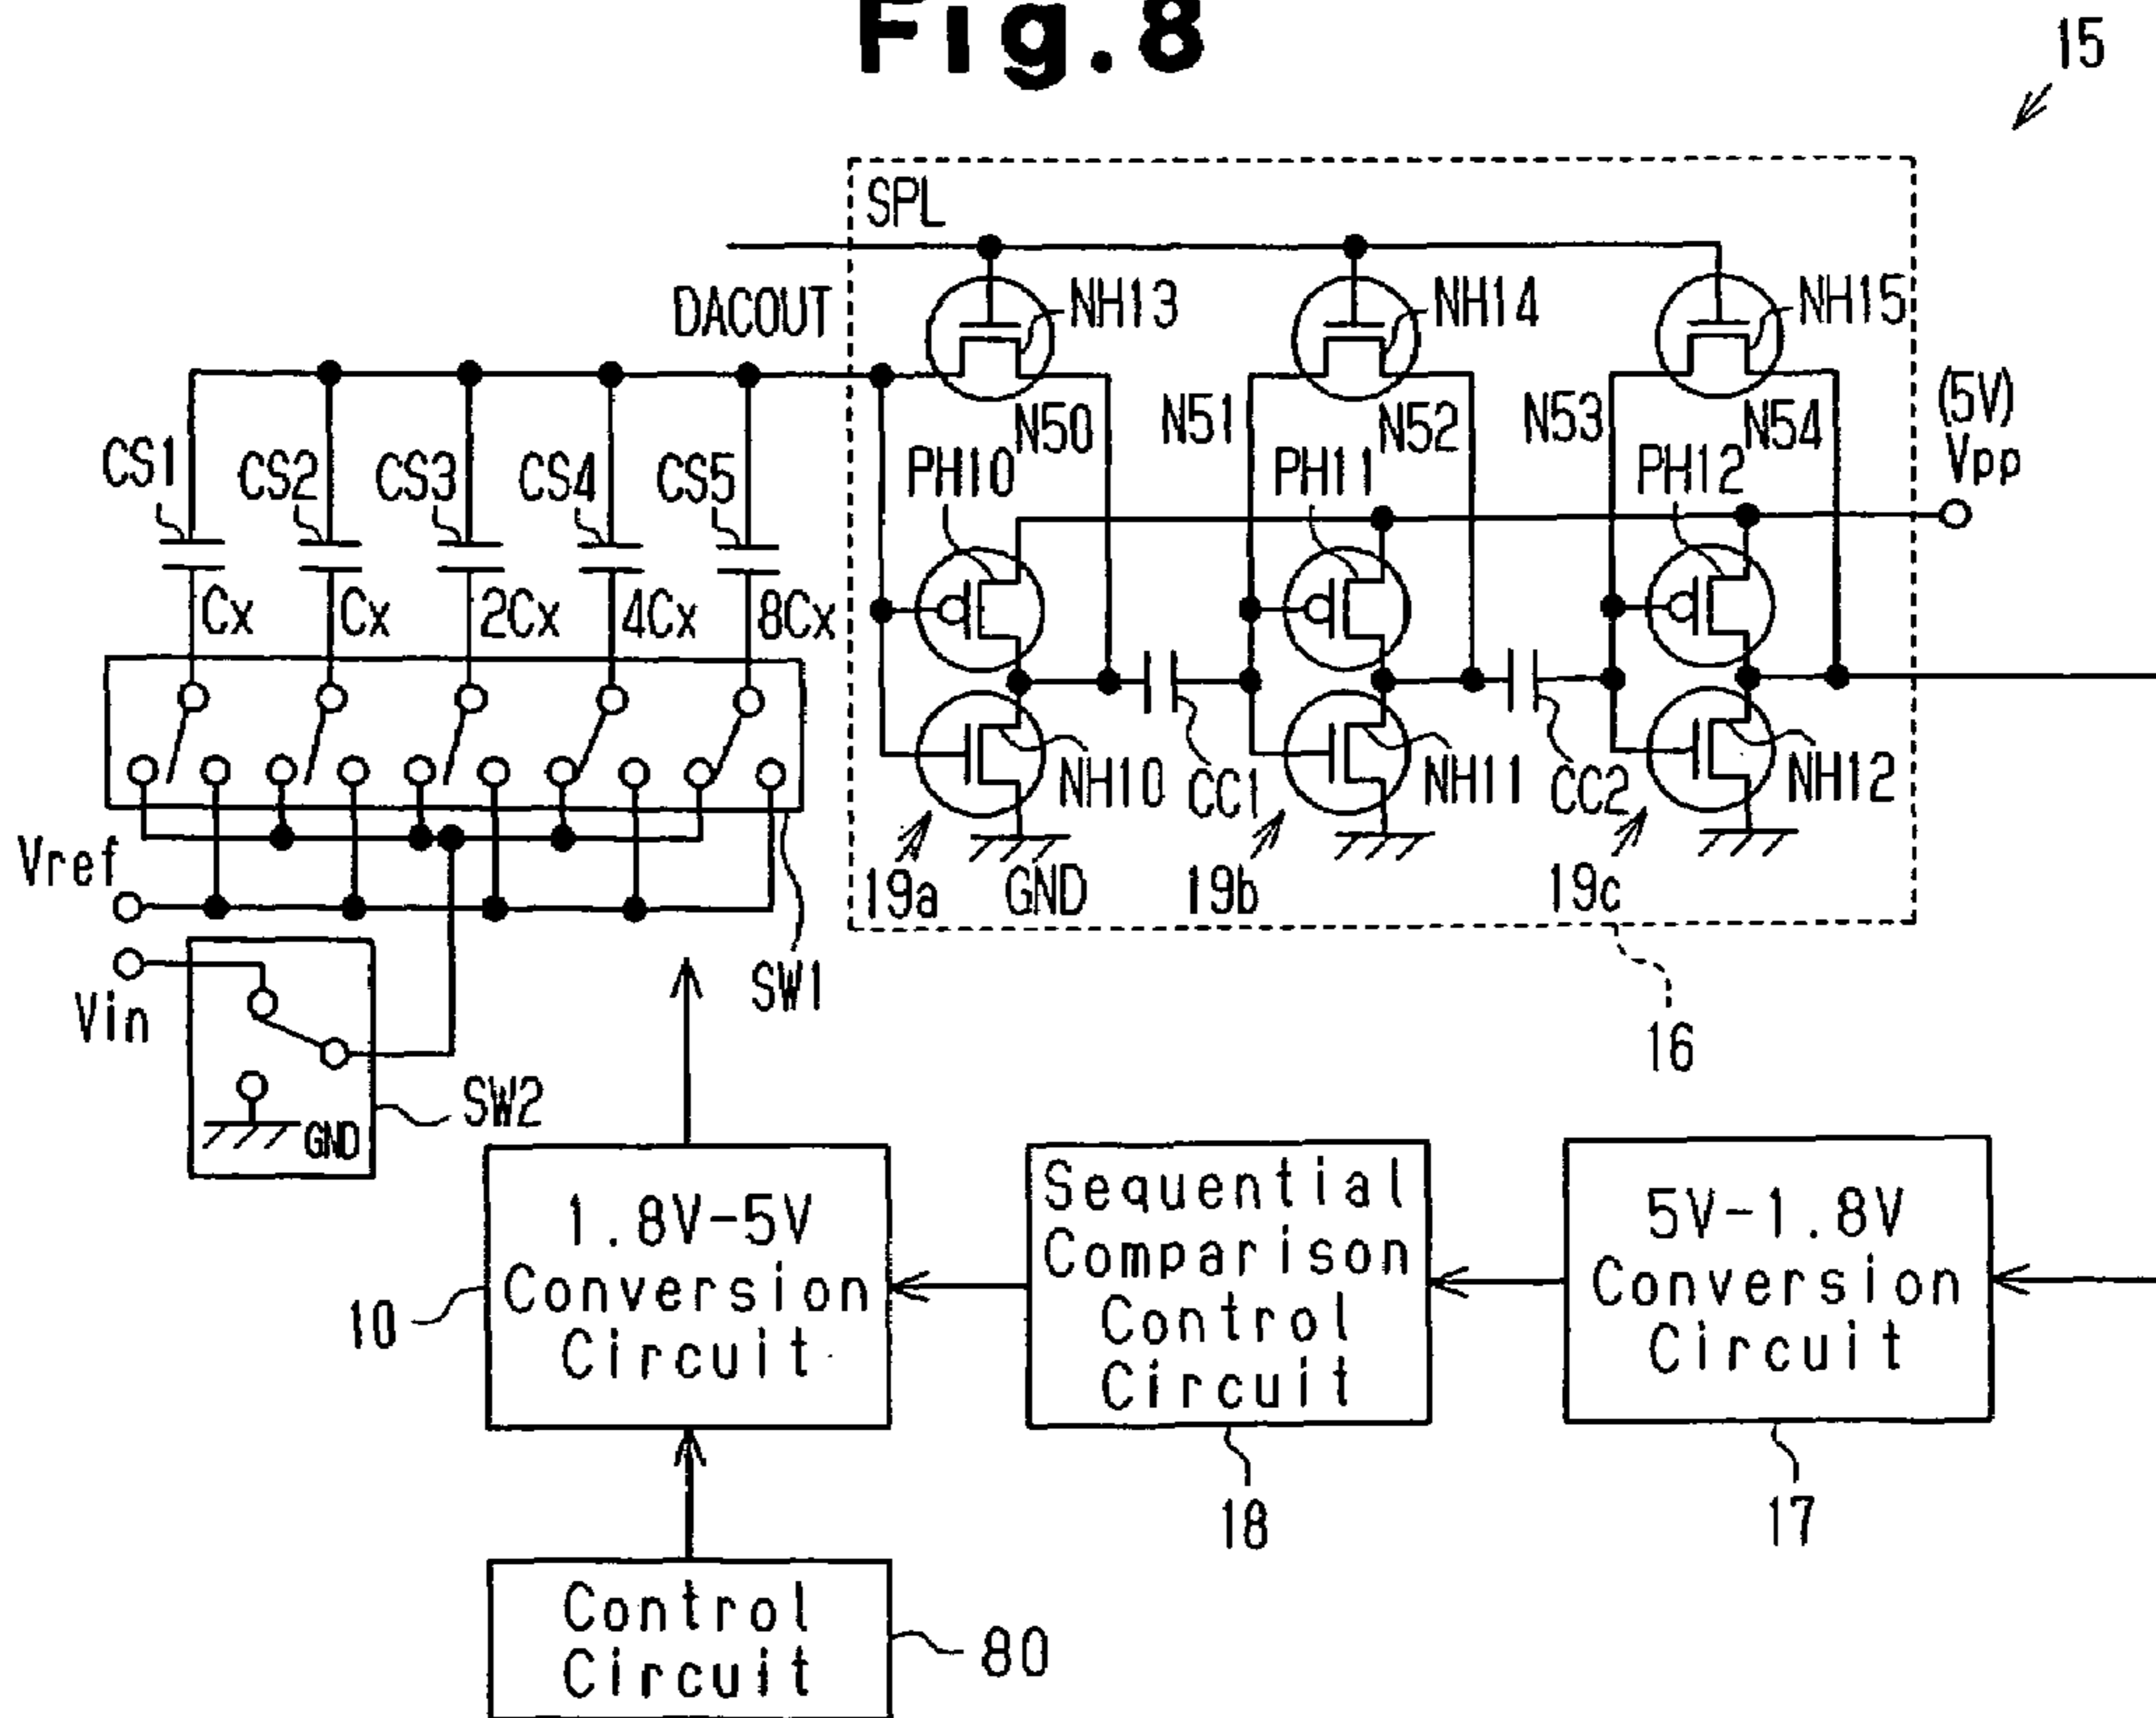 Fig.8
15
SPL
DACOUT
NH13
NH14
NH15
N50
N51
N52
N53
N54
(5V)
Vpp
CS1
CS2
CS3
CS4
CS5
PH10
PH11
PH12
Cx
Cx
2Cx
4Cx
8Cx
NH10
CC1
NH11
CC2
NH12
Vref
19a
GND
19b
19c
Vin
SW1
16
SW2
GND
1.8V-5V
Conversion
Circuit
10
Sequential
Comparison
Control
Circuit
18
5V-1.8V
Conversion
Circuit
17
Control
Circuit
80